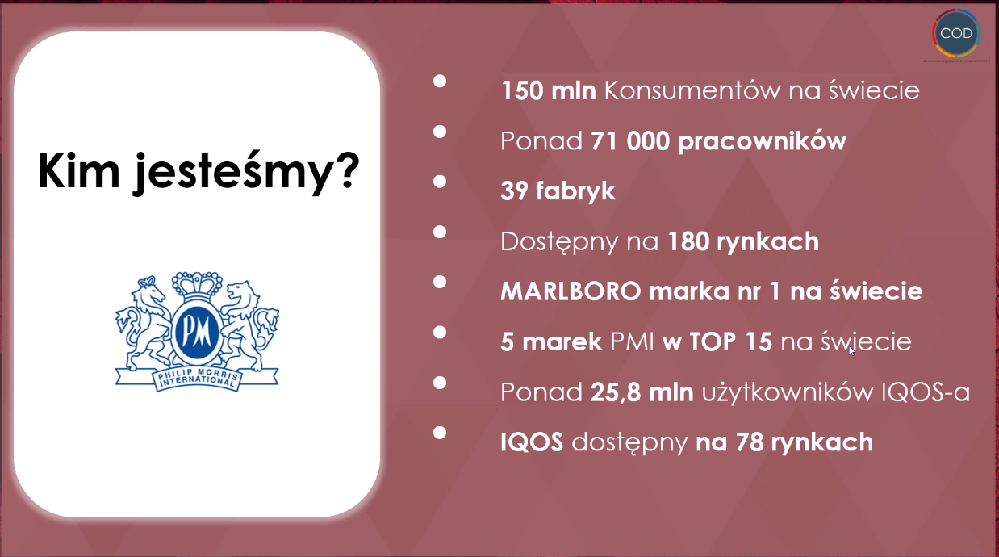 COD
Kim jesteśmy?
PM
PHILIP MORRIS
INTERNATIONAL
150 mln Konsumentów na świecie
Ponad 71 000 pracowników
39 fabryk
Dostępny na 180 rynkach
MARLBORO marka nr 1 na świecie
5 marek PMI w TOP 15 na świecie
Ponad 25,8 mln użytkowników IQOS-a
IQOS dostępny na 78 rynkach